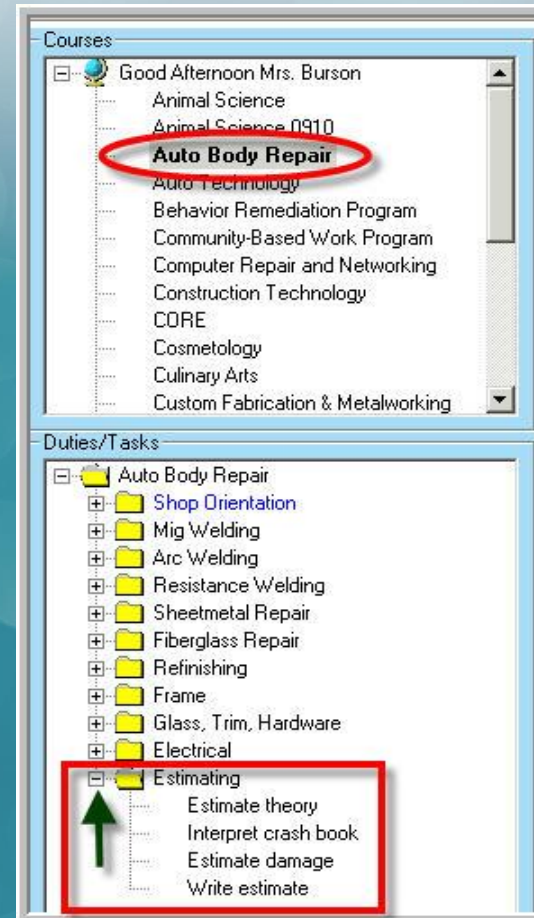 Courses
Good Afternoon Mrs. Burson
Animal Science
Animal Science 0910
Auto Body Repair
Auto Technology
Behavior Remediation Program
Community-Based Work Program
Computer Repair and Networking
Construction Technology
CORE
Cosmetology
Culinary Arts
Custom Fabrication & Metalworking
Duties/Tasks
Auto Body Repair
Shop Orientation
Mig Welding
Arc Welding
Resistance Welding
Sheetmetal Repair
Fiberglass Repair
Refinishing
Frame
Glass, Trim, Hardware
Electrical
Estimating
Estimate theory
Interpret crash book
Estimate damage
Write estimate